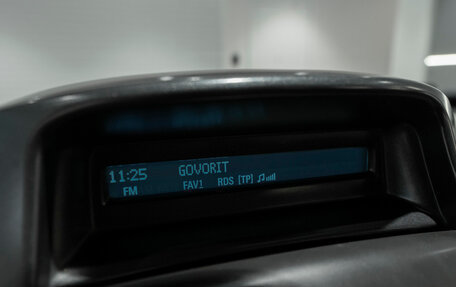 11:25 GOVORIT
FM FAV1 RDS [TP]